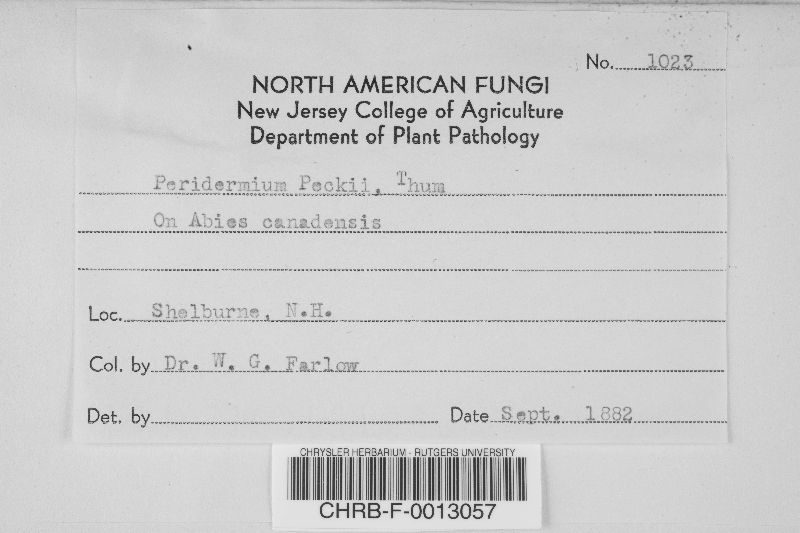 No. 1023
NORTH AMERICAN FUNGI
New Jersey College of Agriculture
Department of Plant Pathology
Peridermium Peckii, Thum
On Abies canadensis
Loc. Shelburne, N.H.
Col. by Dr. W. G. Farlow
Det. by Date Sept. 1882
CHRYSLER HERBARIUM - RUTGERS UNIVERSITY
CHRB-F-0013057